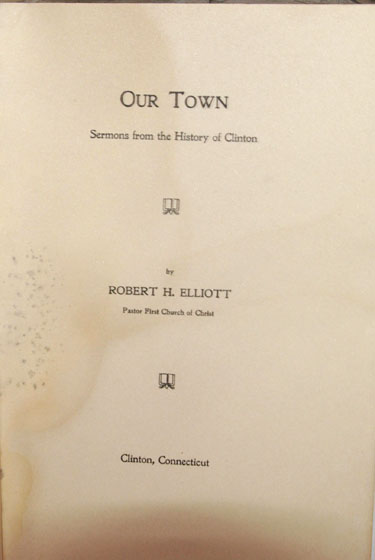 OUR TOWN
Sermons from the History of Clinton
by
ROBERT H. ELLIOTT
Pastor First Church of Christ
Clinton, Connecticut